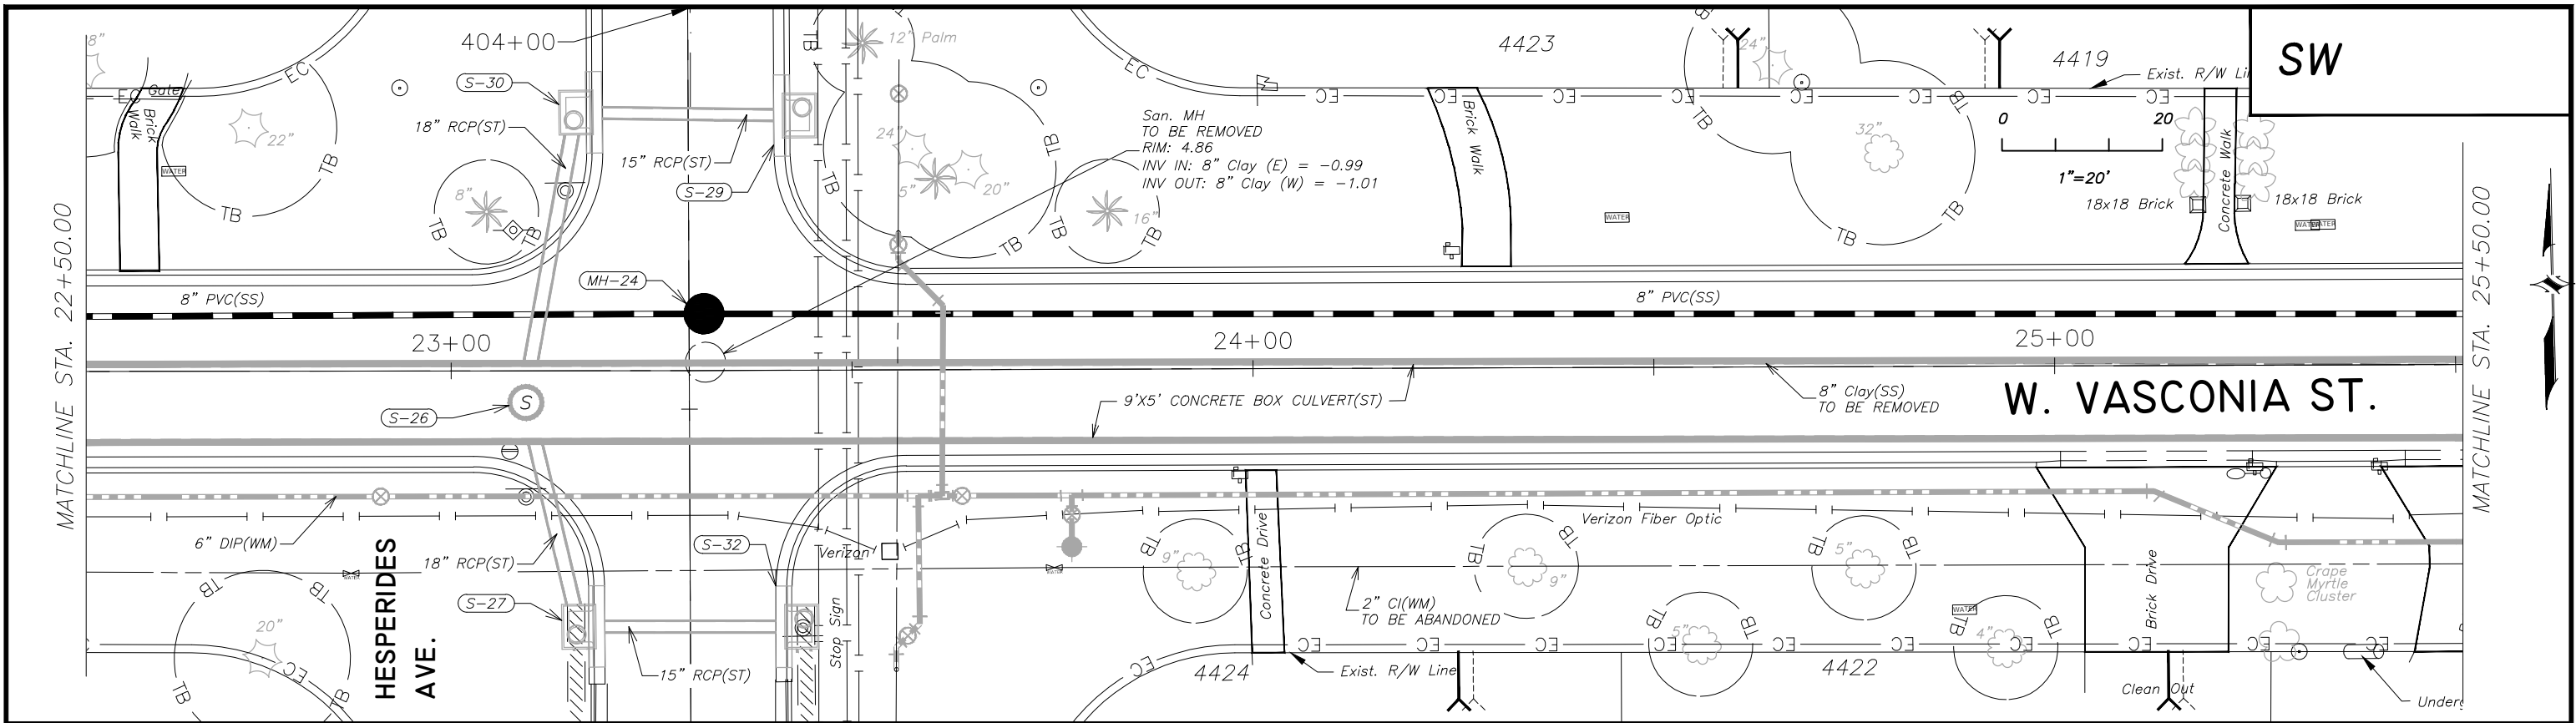 SW
404+00
12" Palm
4423
24"
4419
8"
Exist. R/W Li
Gate
EC
S-30
Brick
Walk
22"
18" RCP(ST)
15" RCP(ST)
S-29
24"
5"
20"
8"
16"
TB
San. MH
TO BE REMOVED
RIM: 4.86
INV IN: 8" Clay (E) = -0.99
INV OUT: 8" Clay (W) = -1.01
Brick Walk
32"
0 20
1"=20'
Concrete Walk
18x18 Brick
18x18 Brick
WATER
MATCHLINE STA. 22+50.00
MATCHLINE STA. 25+50.00
MH-24
8" PVC(SS)
8" PVC(SS)
23+00
24+00
25+00
S-26
S
9'X5' CONCRETE BOX CULVERT(ST)
8" Clay(SS)
TO BE REMOVED
W. VASCONIA ST.
6" DIP(WM)
18" RCP(ST)
S-32
Verizon
Verizon Fiber Optic
HESPERIDES
AVE.
S-27
15" RCP(ST)
Stop Sign
9"
Concrete Drive
2" CI(WM)
TO BE ABANDONED
9"
5"
5"
4"
Brick Drive
Crape
Myrtle
Cluster
20"
4424
Exist. R/W Line
4422
Clean Out
Under